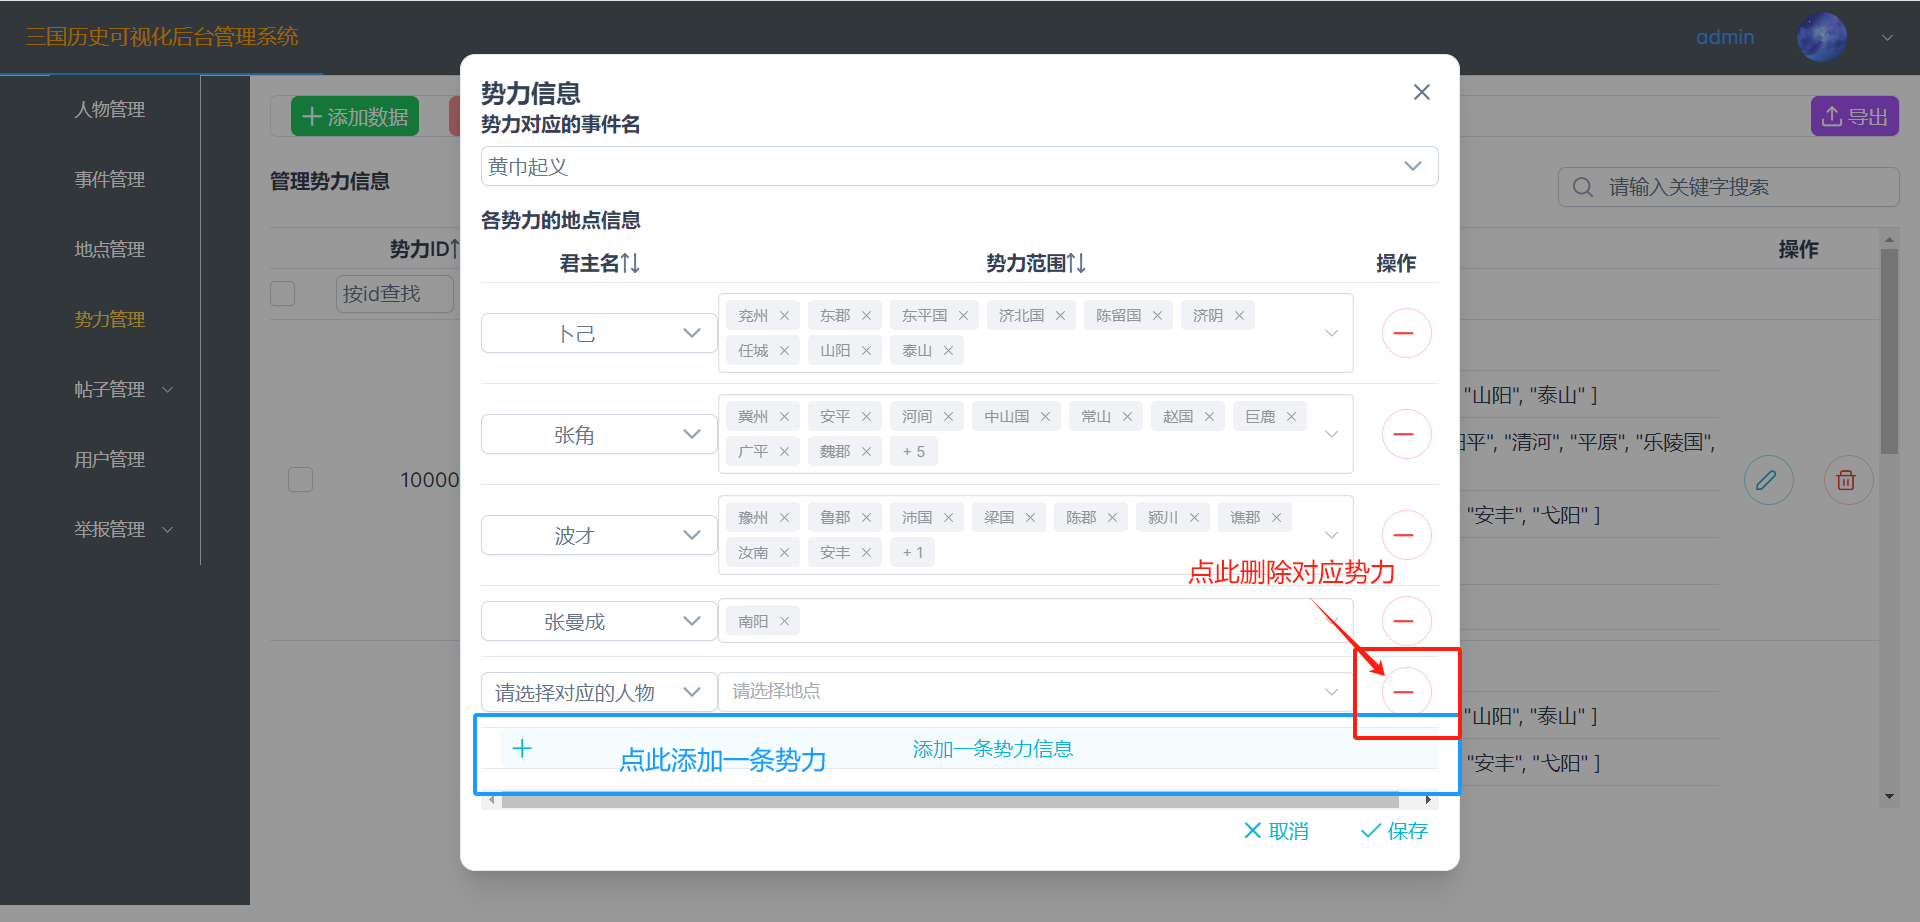 三国历史可视化后台管理系统
admin
人物管理
事件管理
地点管理
势力管理
帖子管理
用户管理
举报管理
添加数据
导出
管理势力信息
请输入关键字搜索
势力ID
操作
按id查找
10000
势力信息
势力对应的事件名
黄巾起义
各势力的地点信息
君主名 势力范围 操作
卜己
兖州 东郡 东平国 济北国 陈留国 济阴
任城 山阳 泰山
张角
冀州 安平 河间 中山国 常山 赵国 巨鹿
广平 魏郡 + 5
波才
豫州 鲁郡 沛国 梁国 陈郡 颍川 谯郡
汝南 安丰 + 1
点此删除对应势力
张曼成
南阳
请选择对应的人物 请选择地点
点此添加一条势力 添加一条势力信息
取消 保存
"山阳", "泰山" ]
平", "清河", "平原", "乐陵国",
"安丰", "弋阳" ]
"山阳", "泰山" ]
"安丰", "弋阳" ]